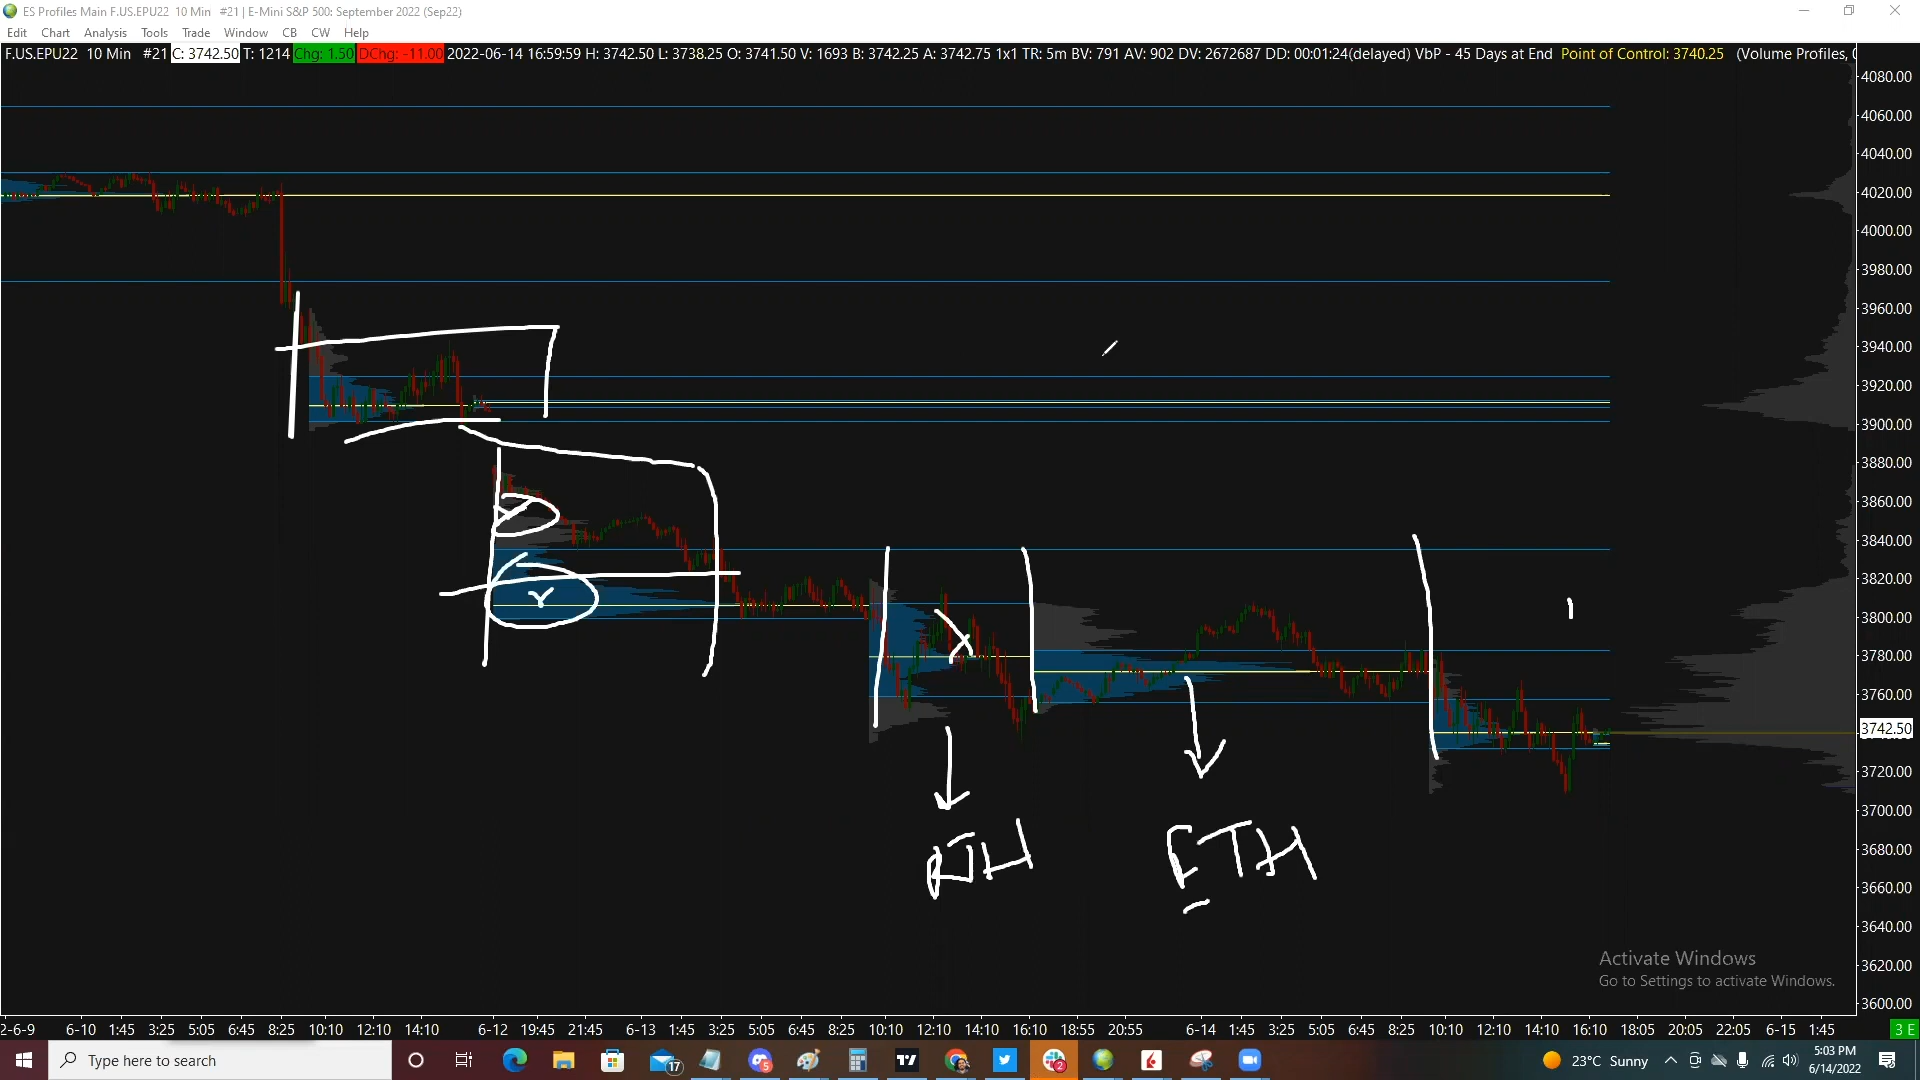 ES Profiles Main F.US.EPU22 10 Min #21 | E-Mini S&P 500: September 2022 (Sep22)
Edit Chart Analysis Tools Trade Window CB CW Help
F.US.EPU22 10 Min #21 C: 3742.50 T: 1214 Chg: 1.50 DChg: -11.00 2022-06-14 16:59:59 H: 3742.50 L: 3738.25 O: 3741.50 V: 1693 B: 3742.25 A: 3742.75 1x1 TR: 5m BV: 791 AV: 902 DV: 2672687 DD: 00:01:24(delayed) VbP - 45 Days at End Point of Control: 3740.25 (Volume Profiles,
4080.00
4060.00
4040.00
4020.00
4000.00
3980.00
3960.00
3940.00
3920.00
3900.00
3880.00
3860.00
3840.00
3820.00
3800.00
3780.00
3760.00
3742.50
3720.00
3700.00
3680.00
3660.00
3640.00
3620.00
3600.00
RTH
ETH
Activate Windows
Go to Settings to activate Windows.
2-6-9 6-10 1:45 3:25 5:05 6:45 8:25 10:10 12:10 14:10 6-12 19:45 21:45 6-13 1:45 3:25 5:05 6:45 8:25 10:10 12:10 14:10 16:10 18:55 20:55 6-14 1:45 3:25 5:05 6:45 8:25 10:10 12:10 14:10 16:10 18:05 20:05 22:05 6-15 1:45 3 E
Type here to search 17 5 2 23°C Sunny 5:03 PM
6/14/2022